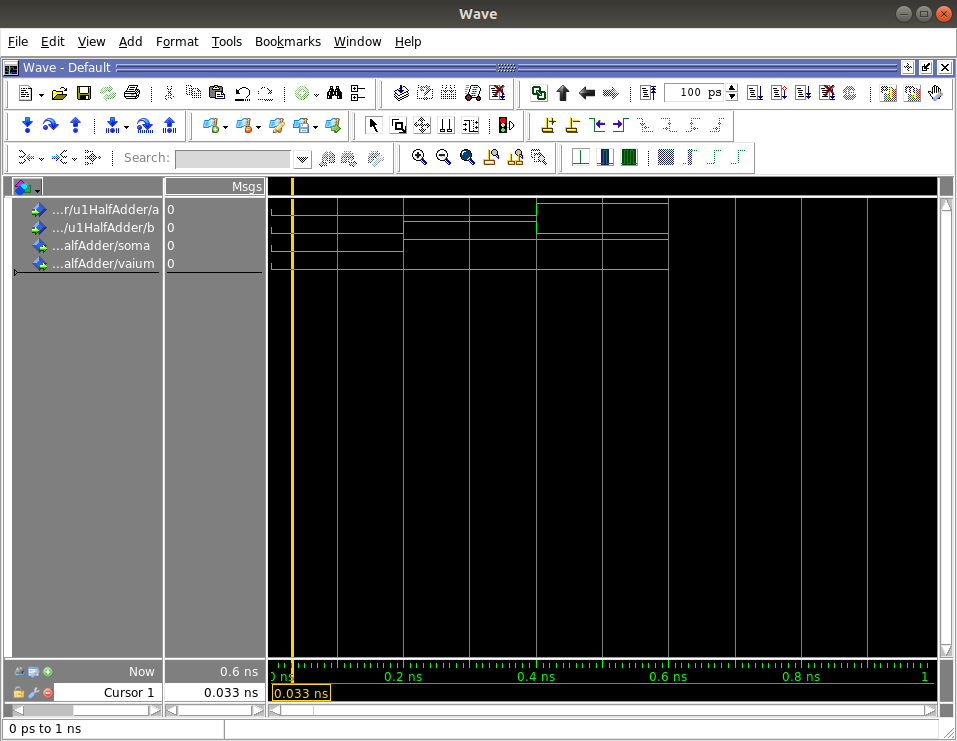 Wave
File Edit View Add Format Tools Bookmarks Window Help
Wave - Default
100 ps
Search:
Msgs
...r/u1HalfAdder/a 0
.../u1HalfAdder/b 0
...alfAdder/soma 0
...alfAdder/vaium 0
Now 0.6 ns 0 ns 0.2 ns 0.4 ns 0.6 ns 0.8 ns 1
Cursor 1 0.033 ns 0.033 ns
0 ps to 1 ns